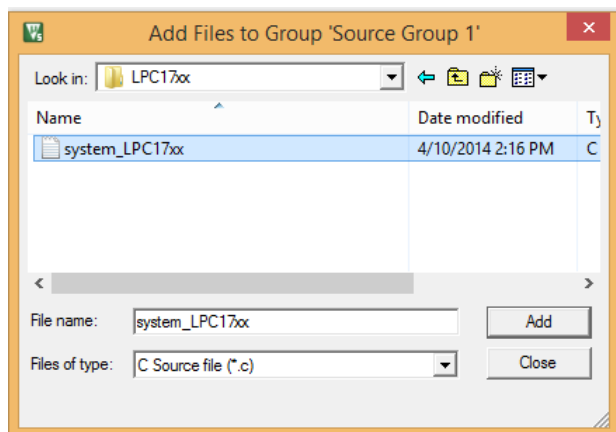 Add Files to Group 'Source Group 1'
Look in: LPC17xx
Name Date modified Ty
system_LPC17xx 4/10/2014 2:16 PM C
File name: system_LPC17xx Add
Files of type: C Source file (*.c) Close